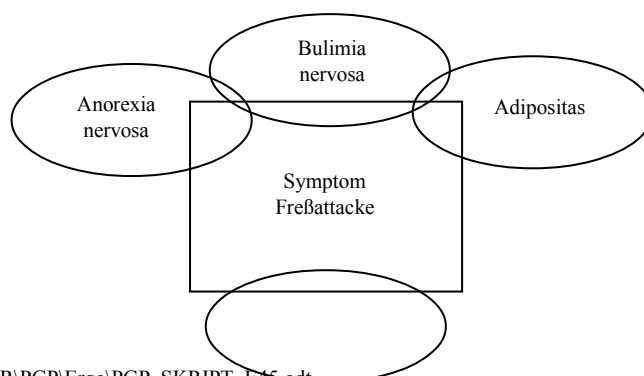 Bulimia
nervosa
Anorexia
nervosa
Adipositas
Symptom
Freßattacke